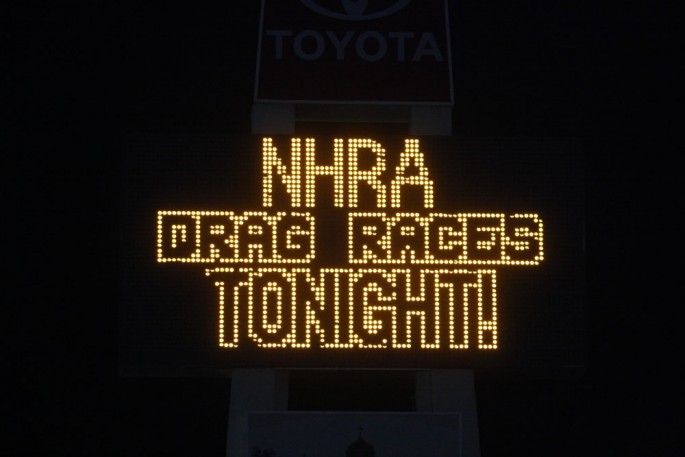 TOYOTA
NHRA
DRAG RACES
TONIGHT!